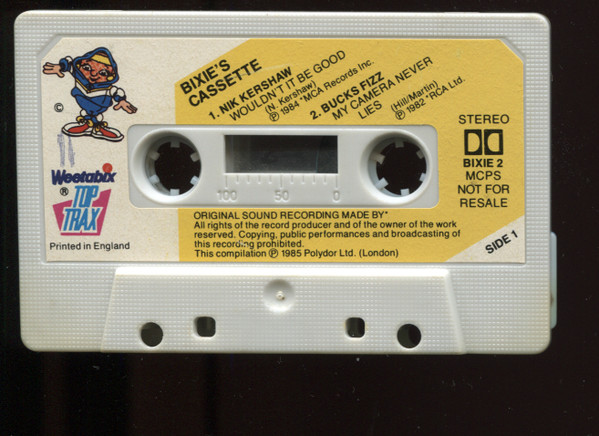 BIXIE'S
CASSETTE
1. NIK KERSHAW
WOULDN'T IT BE GOOD
(N. Kershaw)
℗ 1984 *MCA Records Inc.
2. BUCKS FIZZ
MY CAMERA NEVER
LIES (Hill/Martin)
℗ 1982 *RCA Ltd.
©
Weetabix
®
TOP
TRAX
Printed in England
STEREO
BIXIE 2
MCPS
NOT FOR
RESALE
SIDE 1
100 50 0
ORIGINAL SOUND RECORDING MADE BY*
All rights of the record producer and of the owner of the work
reserved. Copying, public performances and broadcasting of
this recording prohibited.
This compilation ℗ 1985 Polydor Ltd. (London)